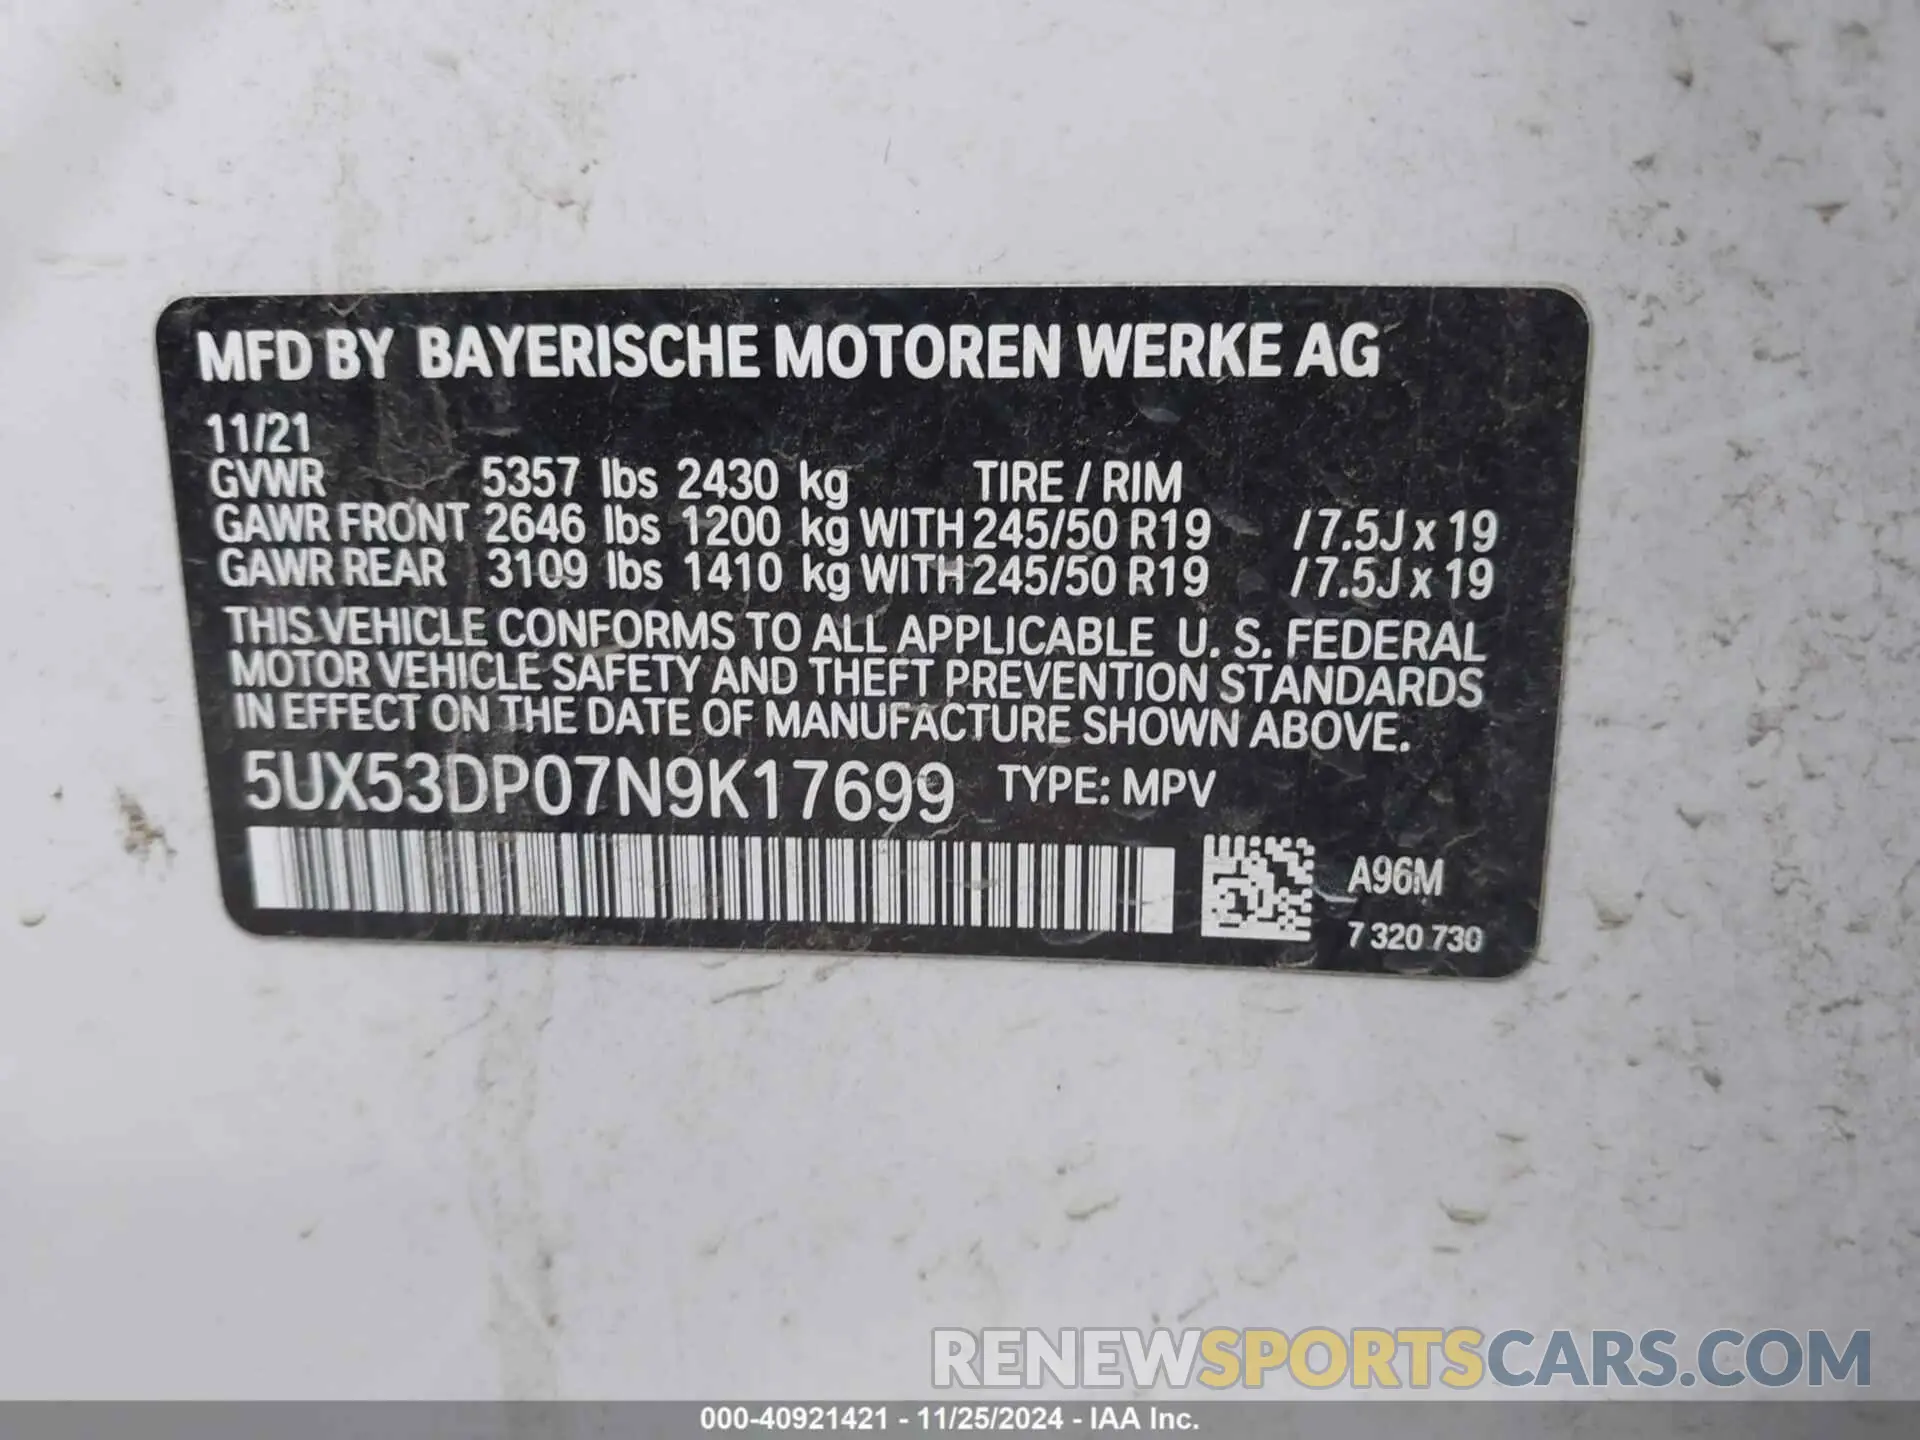 MFD BY BAYERISCHE MOTOREN WERKE AG
11/21
GVWR 5357 lbs 2430 kg TIRE / RIM
GAWR FRONT 2646 lbs 1200 kg WITH 245/50 R19 / 7.5J x 19
GAWR REAR 3109 lbs 1410 kg WITH 245/50 R19 / 7.5J x 19
THIS VEHICLE CONFORMS TO ALL APPLICABLE U. S. FEDERAL
MOTOR VEHICLE SAFETY AND THEFT PREVENTION STANDARDS
IN EFFECT ON THE DATE OF MANUFACTURE SHOWN ABOVE.
5UX53DP07N9K17699 TYPE: MPV
A96M
7 320 730
RENEWSPORTSCARS.COM
000-40921421 - 11/25/2024 - IAA Inc.